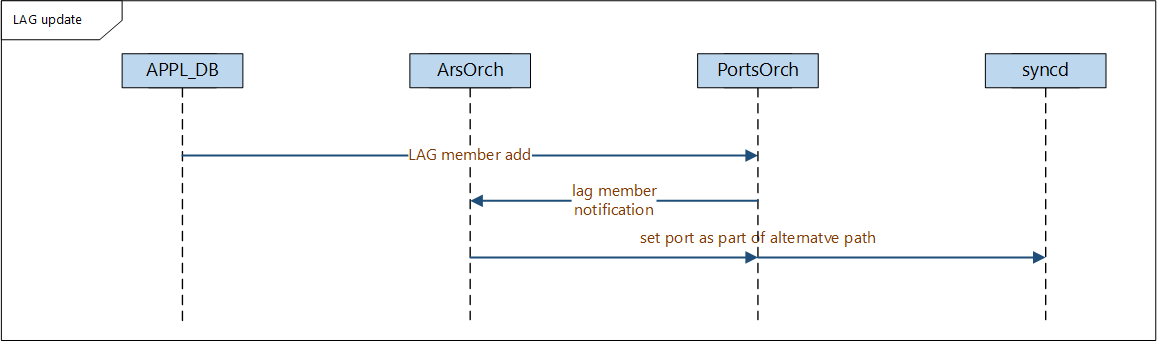 LAG update
APPL_DB
ArsOrch
PortsOrch
syncd
LAG member add
lag member
notification
set port as part of alternatve path